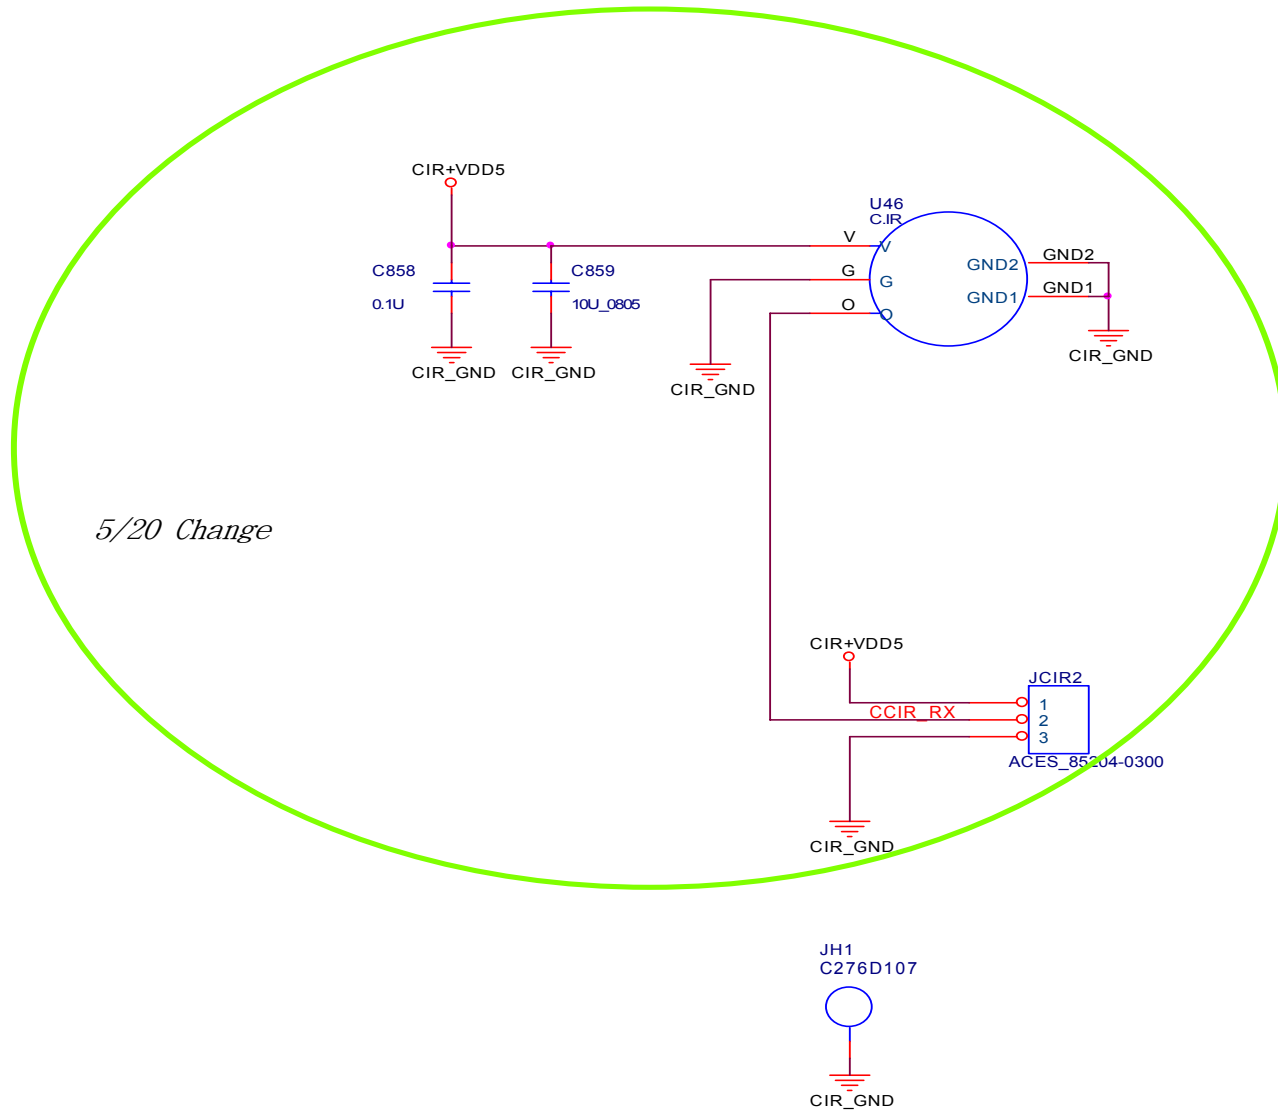 CIR+VDD5
U46
C.IR
V
V
C858
C859
G
G
GND2
GND2
GND1
GND1
0.1U
10U_0805
O
O
CIR_GND
CIR_GND
CIR_GND
CIR_GND
5/20 Change
CIR+VDD5
JCIR2
1
CCIR_RX
2
3
ACES_85204-0300
CIR_GND
JH1
C276D107
CIR_GND